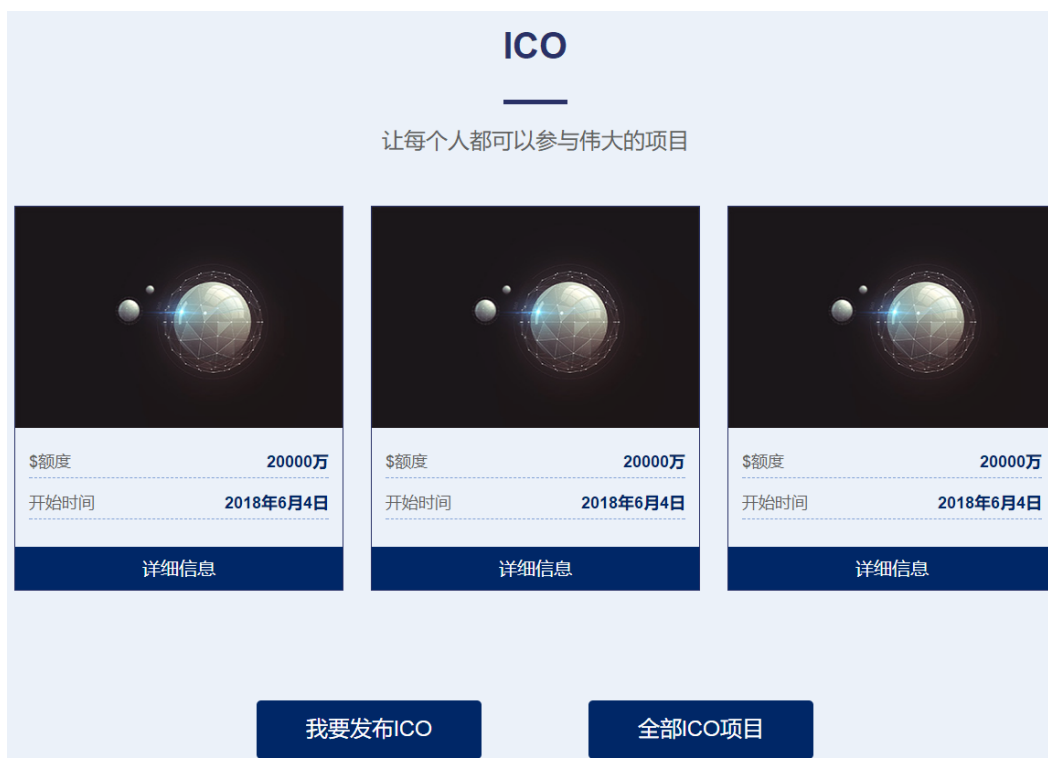 ICO
让每个人都可以参与伟大的项目
$额度 20000万
开始时间 2018年6月4日
详细信息
$额度 20000万
开始时间 2018年6月4日
详细信息
$额度 20000万
开始时间 2018年6月4日
详细信息
我要发布ICO
全部ICO项目